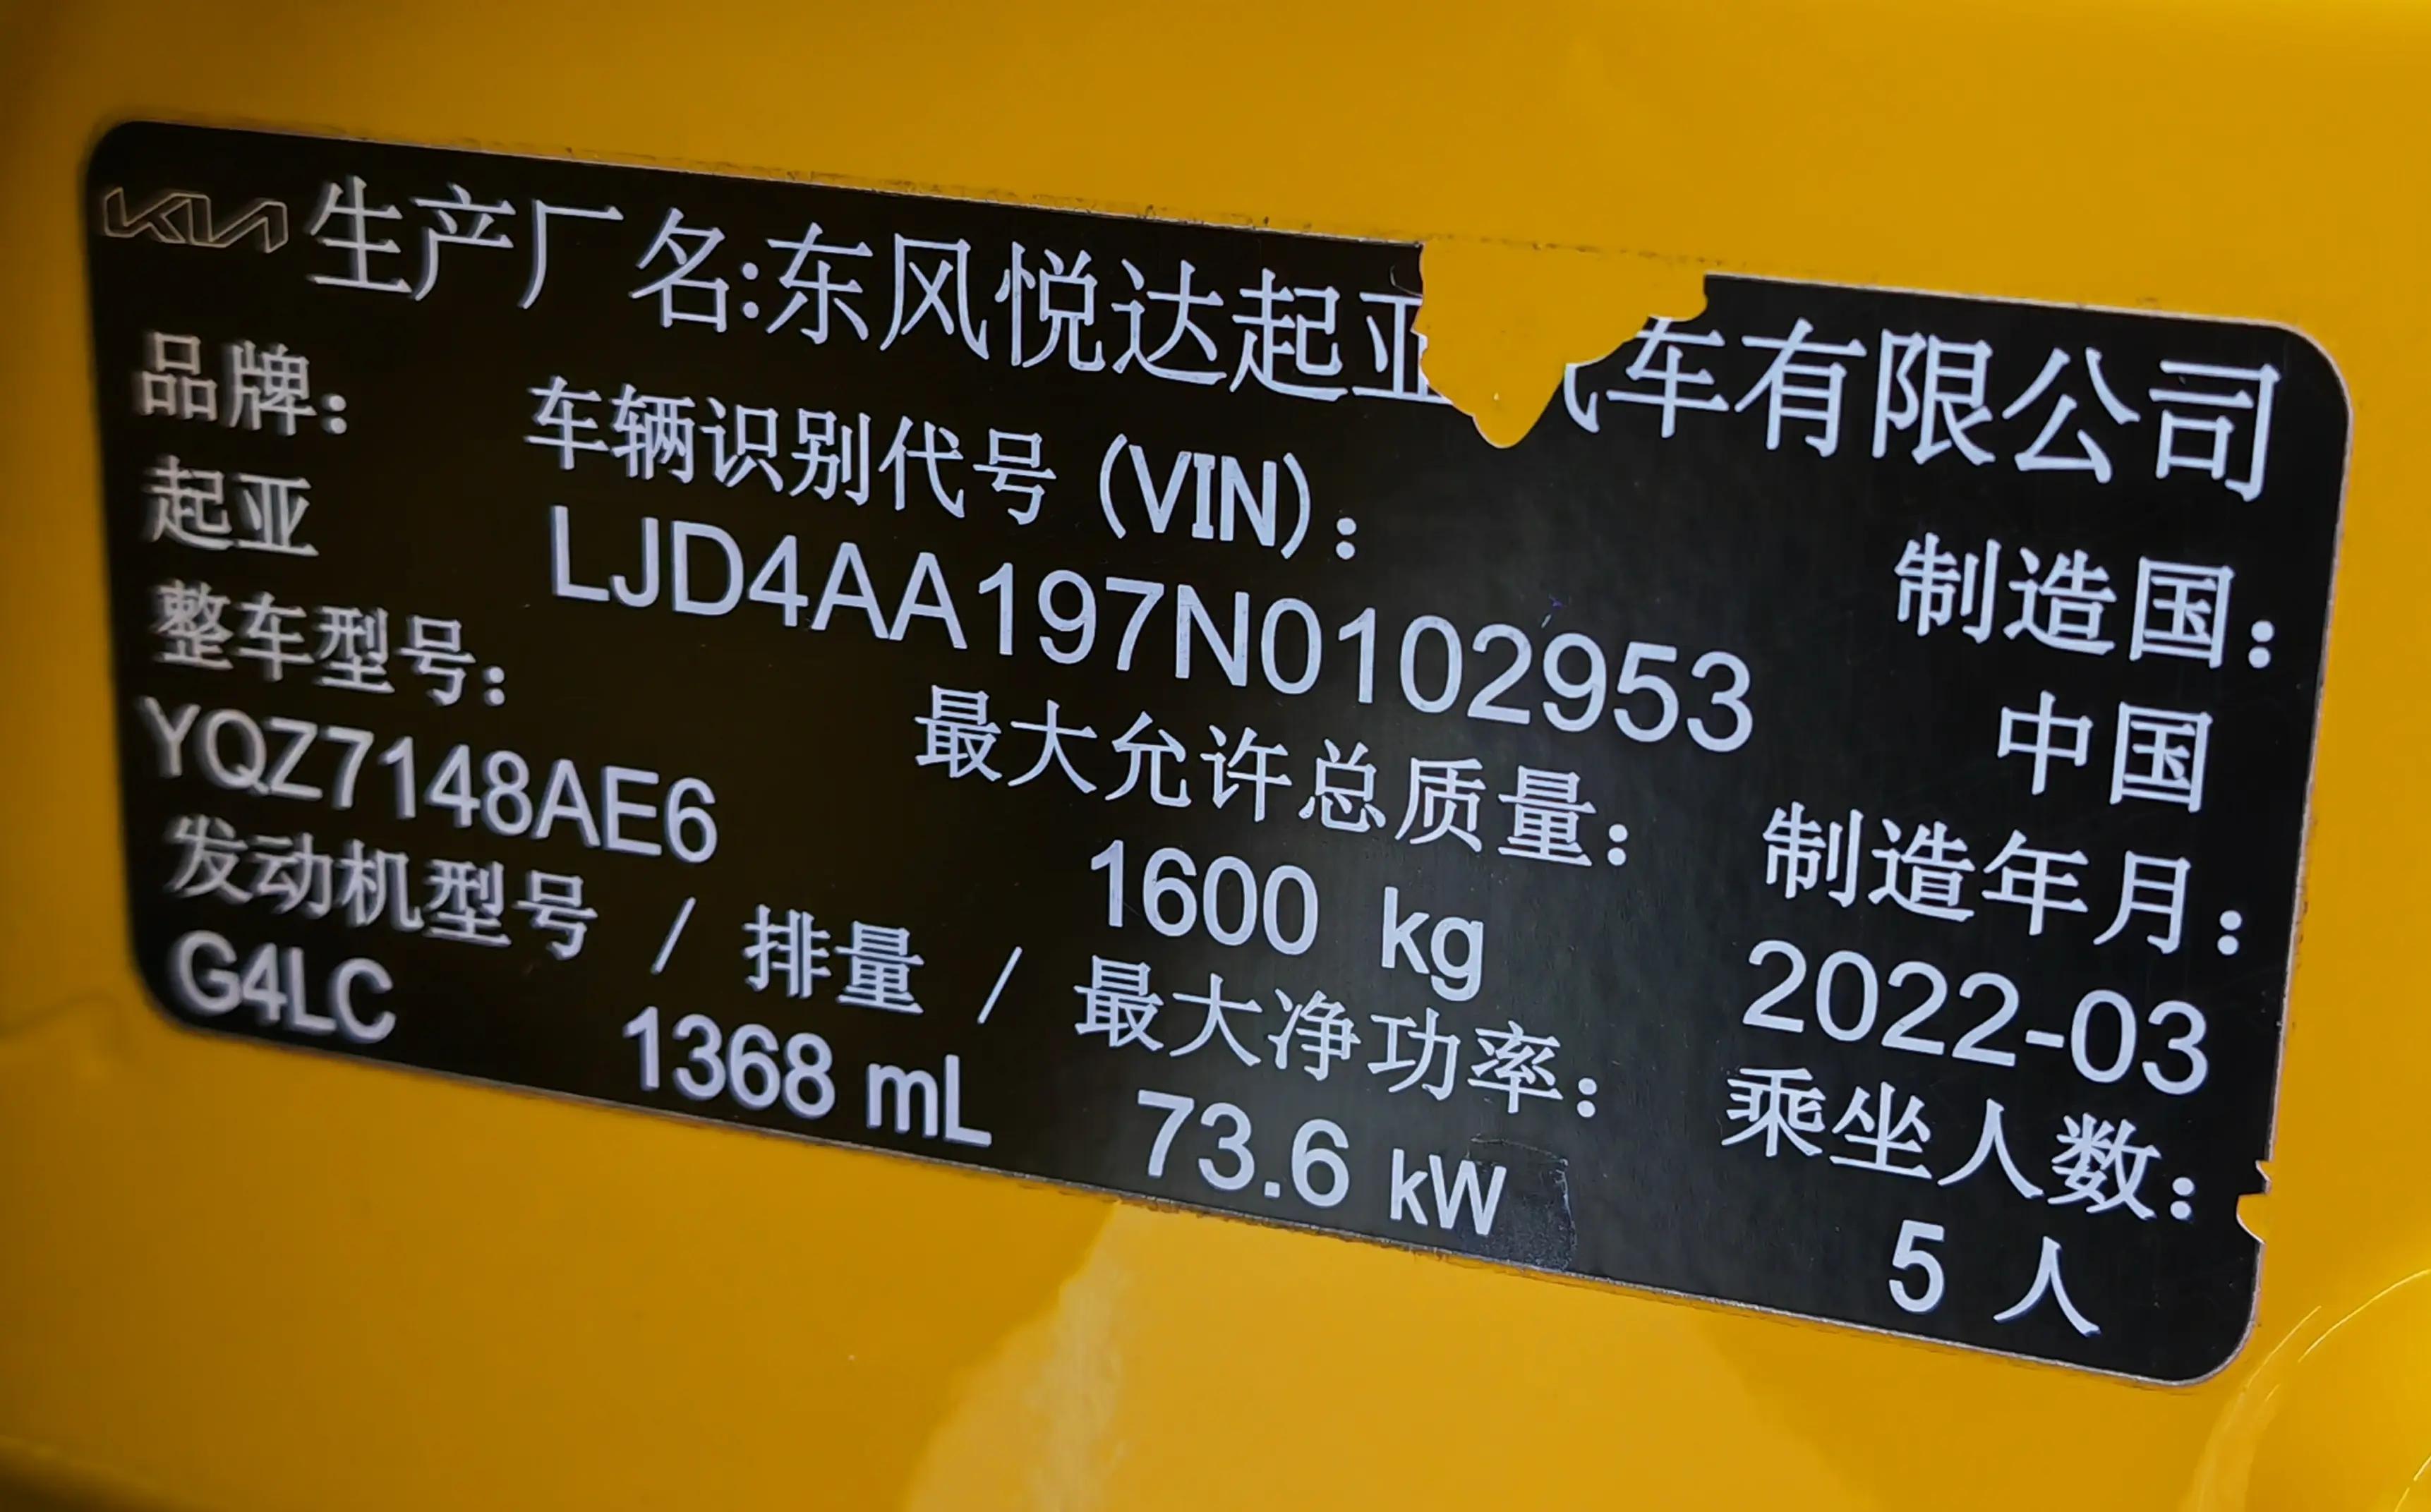 KIA 生产厂名:东风悦达起亚汽车有限公司
品牌: 车辆识别代号 (VIN): 制造国:
起亚 LJD4AA197N0102953 中国
整车型号: 最大允许总质量: 制造年月:
YQZ7148AE6 1600 kg 2022-03
发动机型号 / 排量 / 最大净功率: 乘坐人数:
G4LC 1368 mL 73.6 kW 5 人